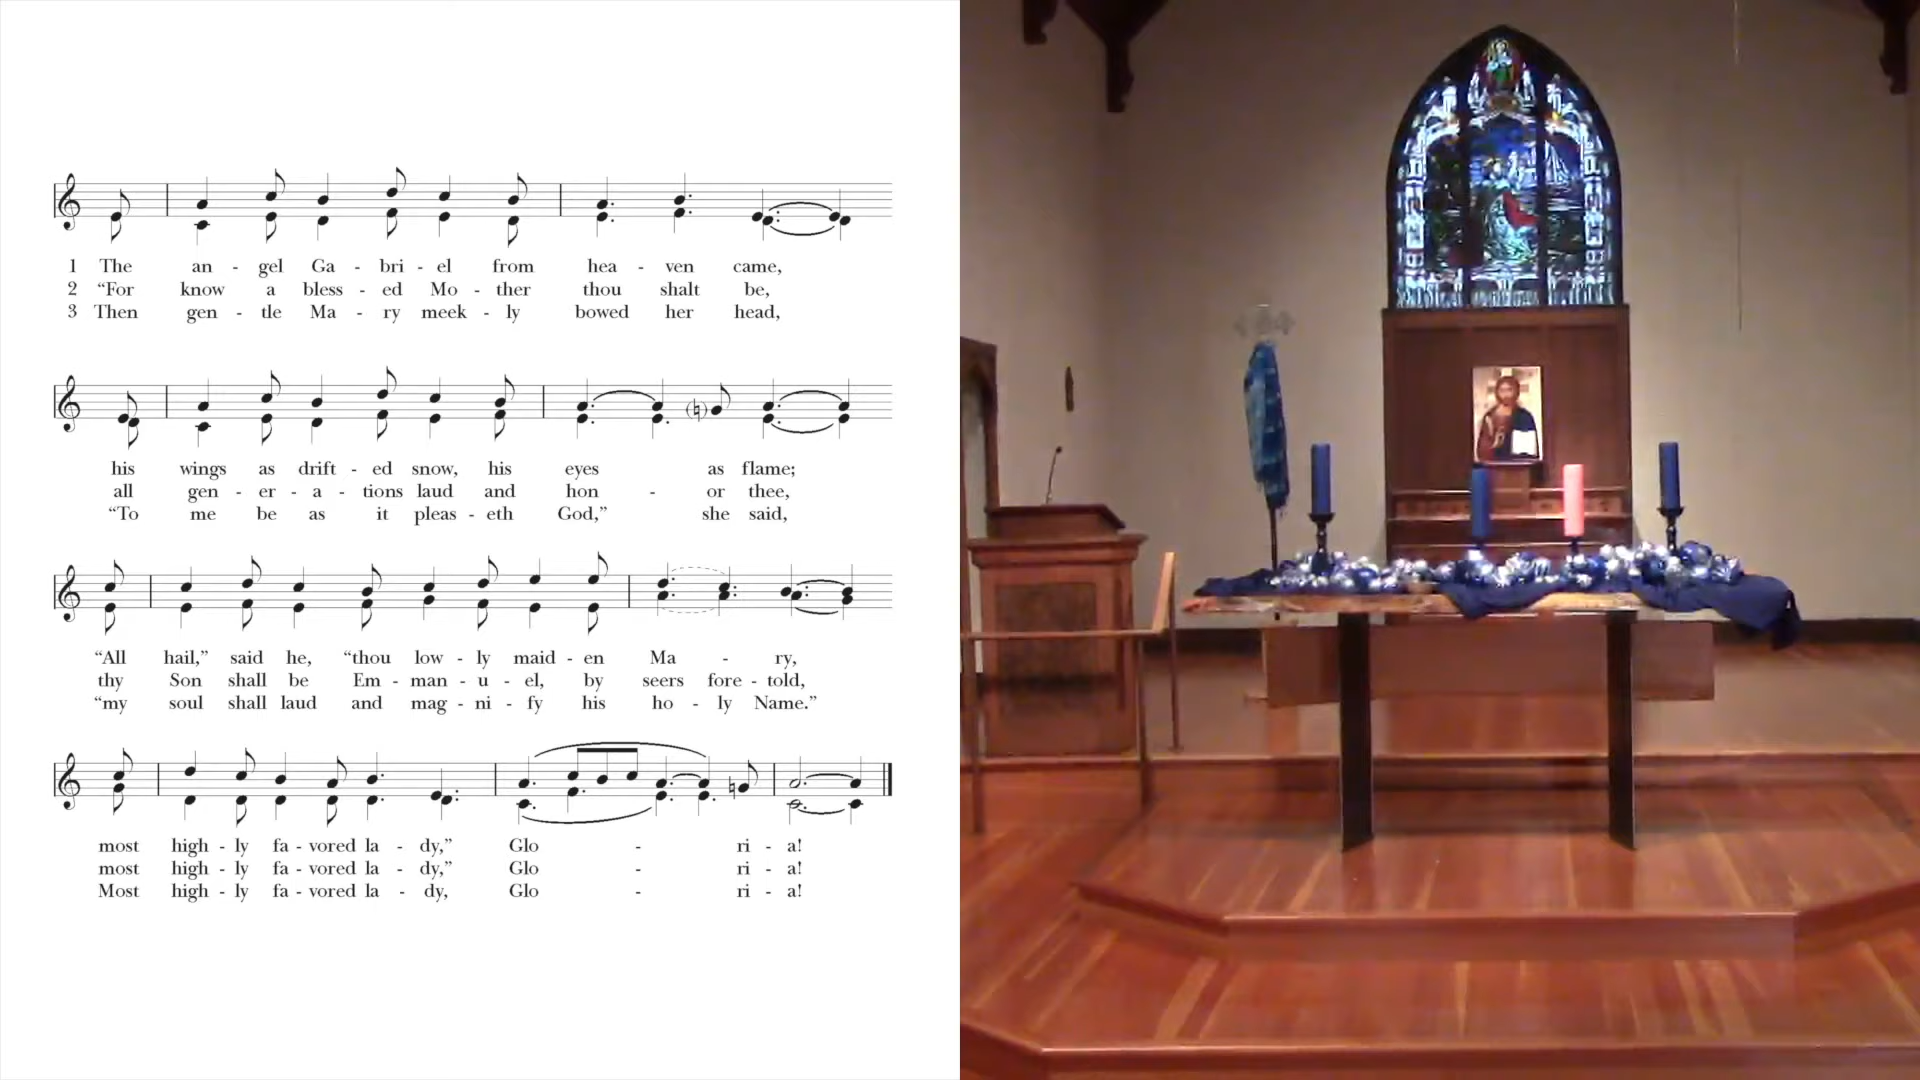 1 The an - gel Ga - bri - el from hea - ven came,
2 “For know a bless - ed Mo - ther thou shalt be,
3 Then gen - tle Ma - ry meek - ly bowed her head,
his wings as drift - ed snow, his eyes as flame;
all gen - er - a - tions laud and hon - or thee,
“To me be as it pleas - eth God,” she said,
“All hail,” said he, “thou low - ly maid - en Ma - ry,
thy Son shall be Em - man - u - el, by seers fore - told,
“my soul shall laud and mag - ni - fy his ho - ly Name.”
most high - ly fa - vored la - dy,” Glo - ri - a!
most high - ly fa - vored la - dy,” Glo - ri - a!
Most high - ly fa - vored la - dy, Glo - ri - a!